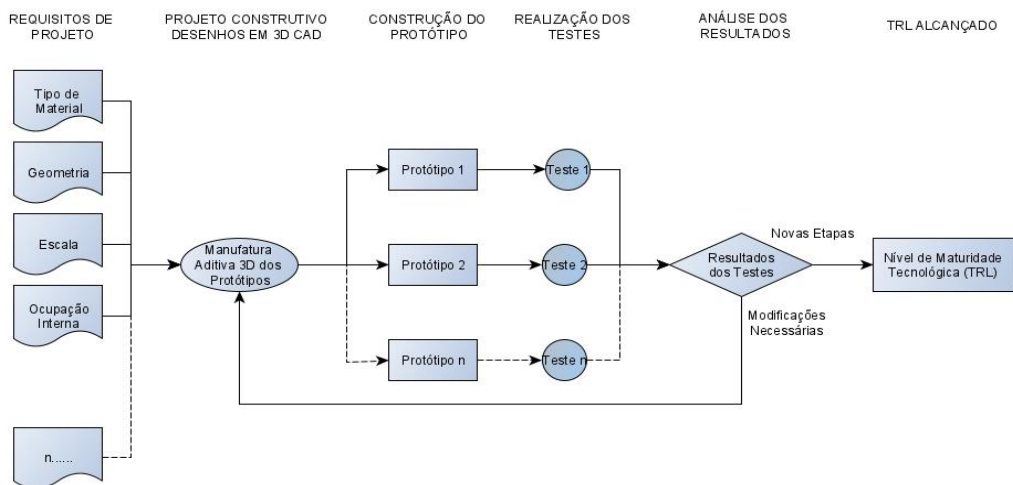 REQUISITOS DE
PROJETO
PROJETO CONSTRUTIVO
DESENHOS EM 3D CAD
CONSTRUÇÃO DO
PROTÓTIPO
REALIZAÇÃO DOS
TESTES
ANÁLISE DOS
RESULTADOS
TRL ALCANÇADO
Tipo de
Material
Geometria
Escala
Ocupação
Interna
n......
Manufatura
Aditiva 3D dos
Protótipos
Protótipo 1
Protótipo 2
Protótipo n
Teste 1
Teste 2
Teste n
Resultados
dos Testes
Novas Etapas
Modificações
Necessárias
Nível de Maturidade
Tecnológica (TRL)